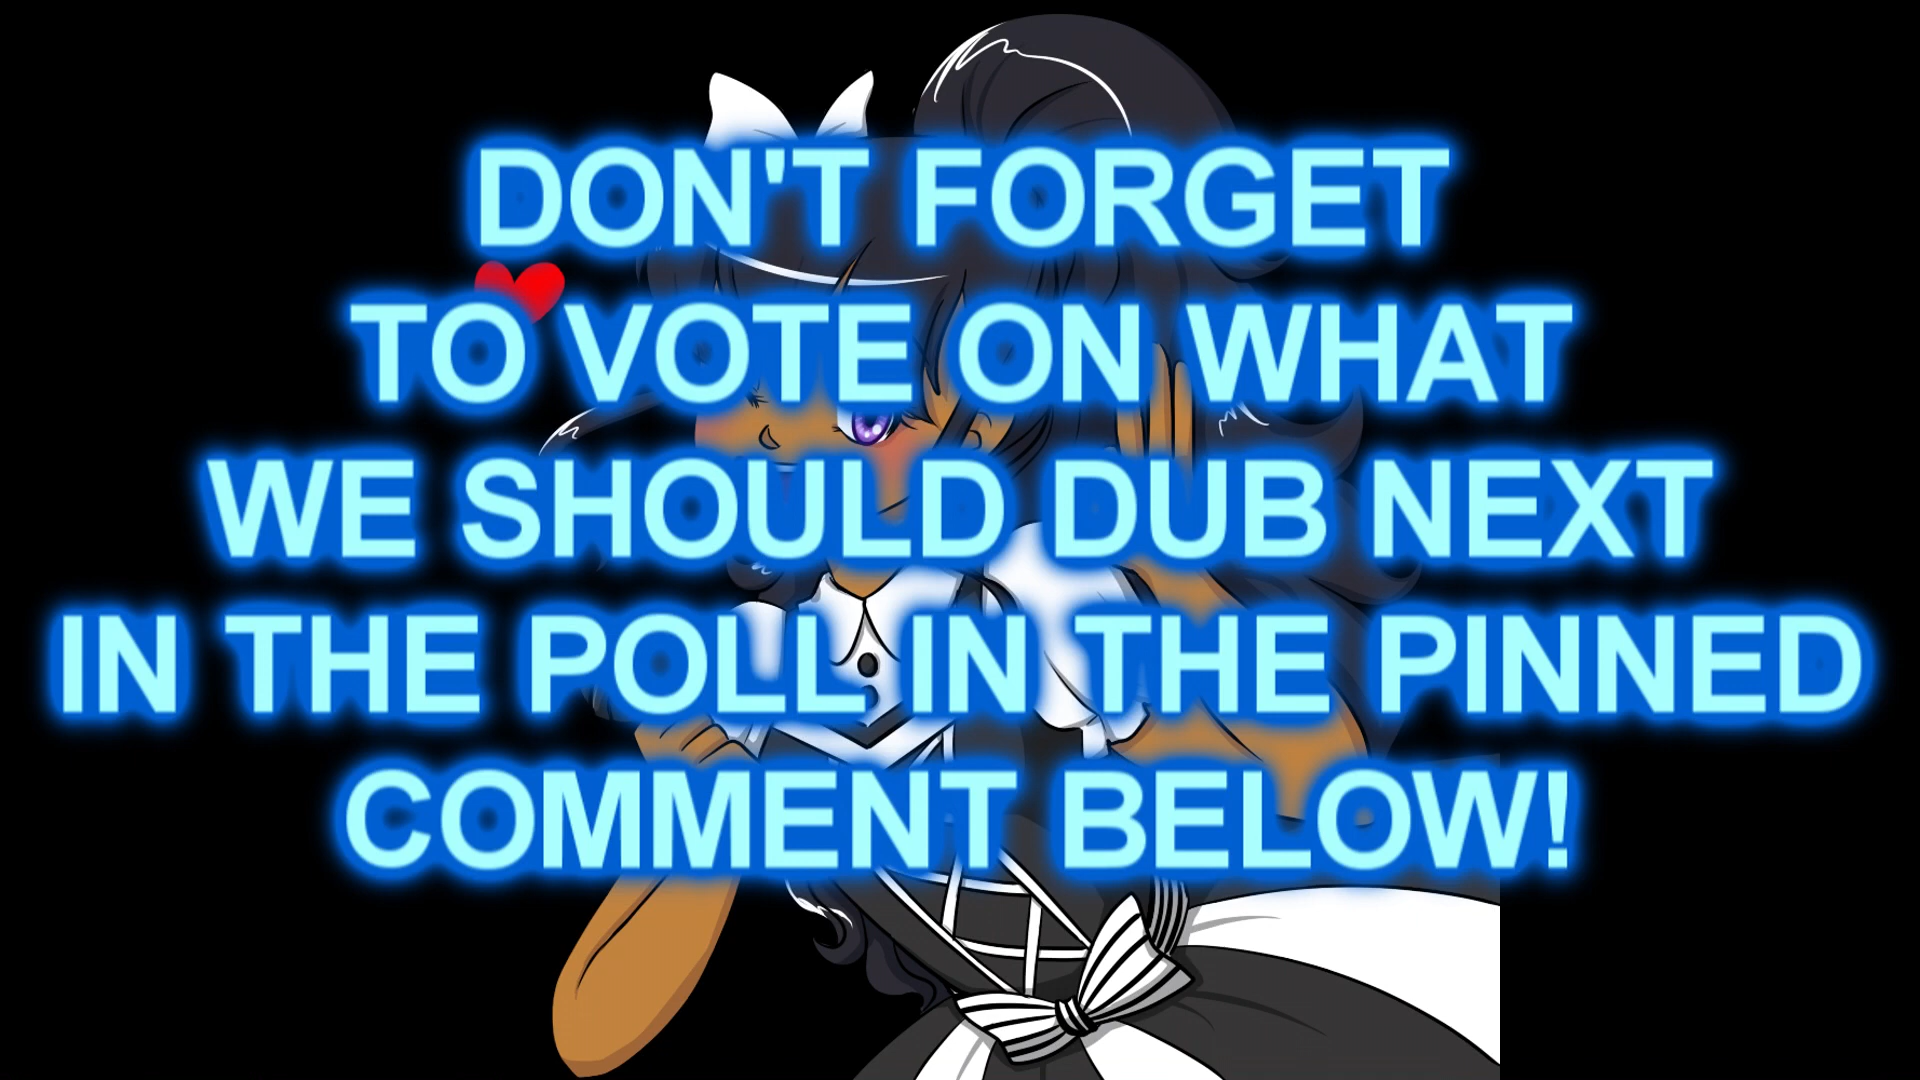 DON'T FORGET
TO VOTE ON WHAT
WE SHOULD DUB NEXT
IN THE POLL IN THE PINNED
COMMENT BELOW!